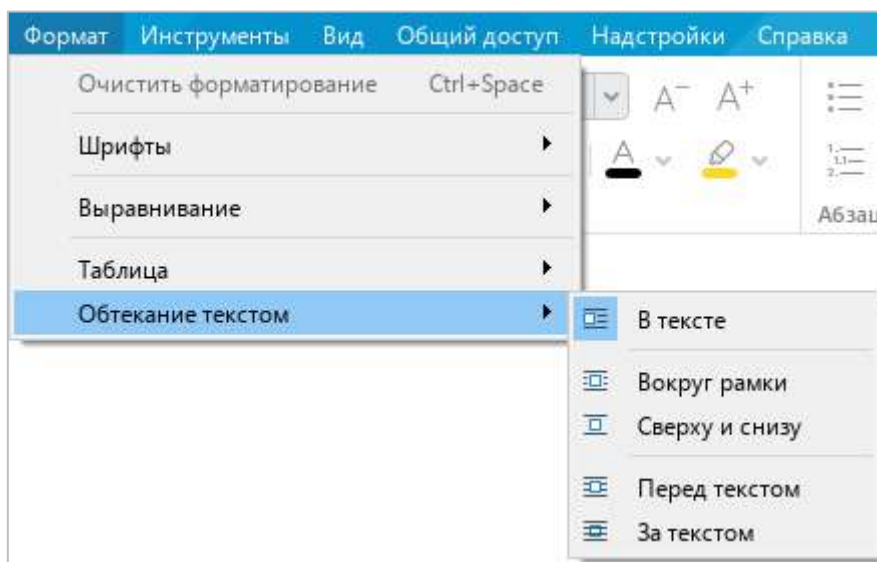 Формат Инструменты Вид Общий доступ Надстройки Справка
Очистить форматирование Ctrl+Space
A⁻ A⁺
Шрифты
A
Выравнивание
Абзац
Таблица
Обтекание текстом
В тексте
Вокруг рамки
Сверху и снизу
Перед текстом
За текстом